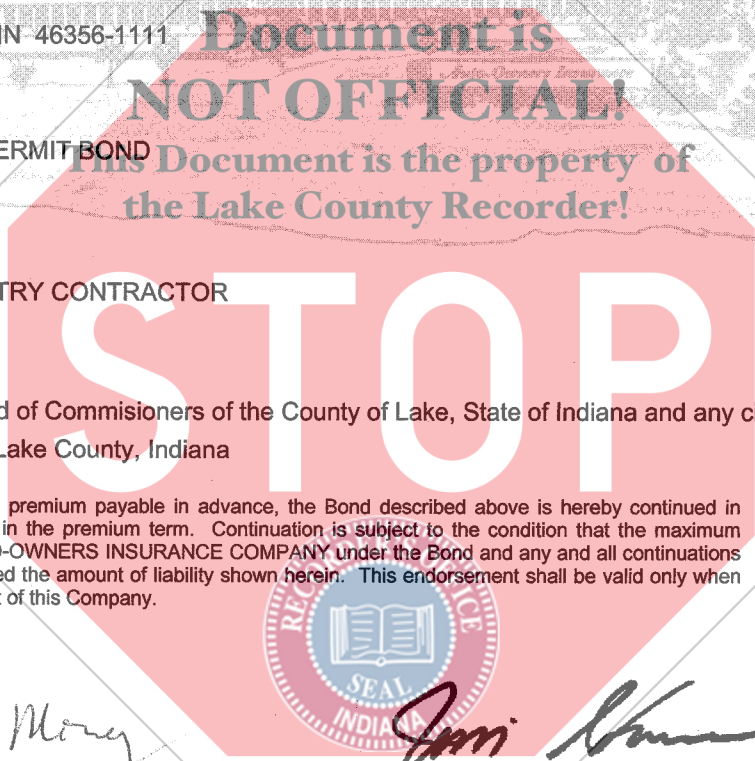 IN 46356-1111
Document is
NOT OFFICIAL!
ERMIT BOND
This Document is the property of
the Lake County Recorder!
TRY CONTRACTOR
STOP
d of Commisioners of the County of Lake, State of Indiana and any c
Lake County, Indiana
premium payable in advance, the Bond described above is hereby continued in
in the premium term. Continuation is subject to the condition that the maximum
O-OWNERS INSURANCE COMPANY under the Bond and any and all continuations
ed the amount of liability shown herein. This endorsement shall be valid only when
t of this Company.
SEAL
INDIANA